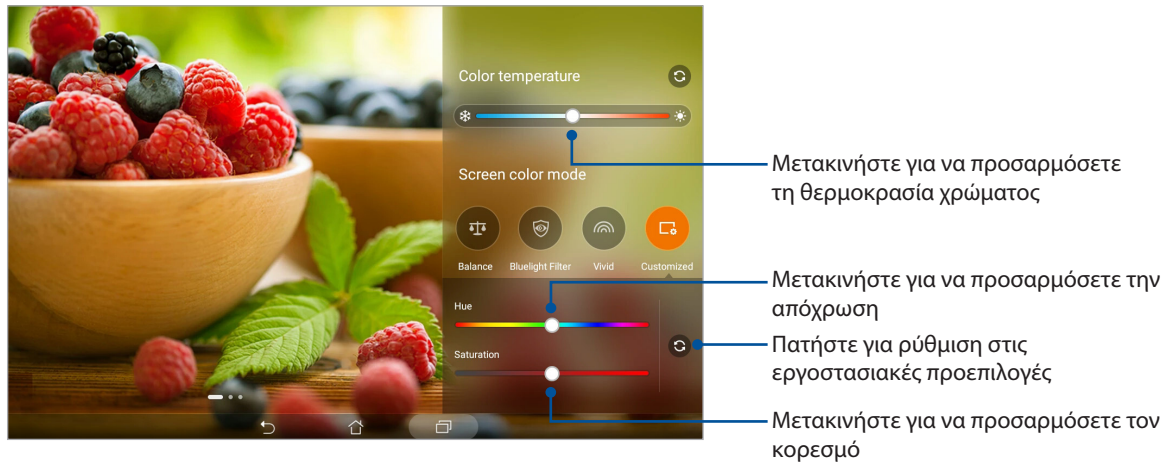 Color temperature
Μετακινήστε για να προσαρμόσετε
τη θερμοκρασία χρώματος
Screen color mode
Balance
Bluelight Filter
Vivid
Customized
Hue
Μετακινήστε για να προσαρμόσετε την
απόχρωση
Πατήστε για ρύθμιση στις
εργοστασιακές προεπιλογές
Saturation
Μετακινήστε για να προσαρμόσετε τον
κορεσμό